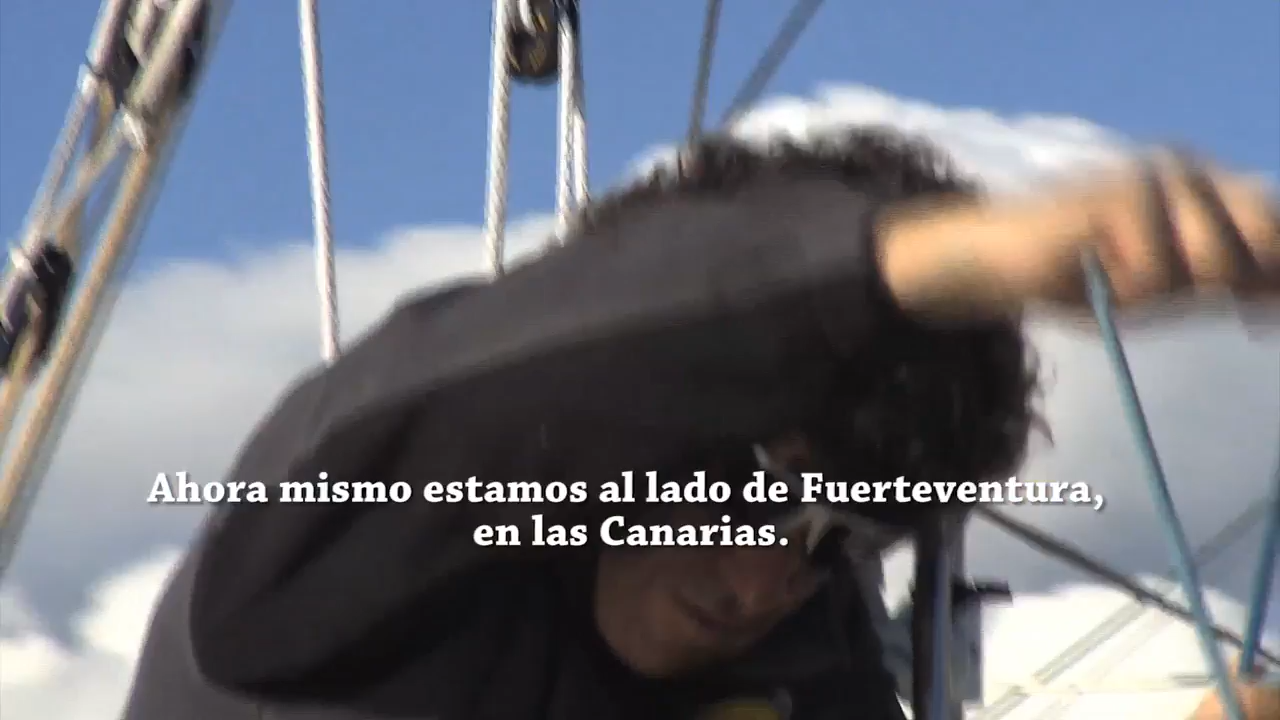 Ahora mismo estamos al lado de Fuerteventura,
en las Canarias.